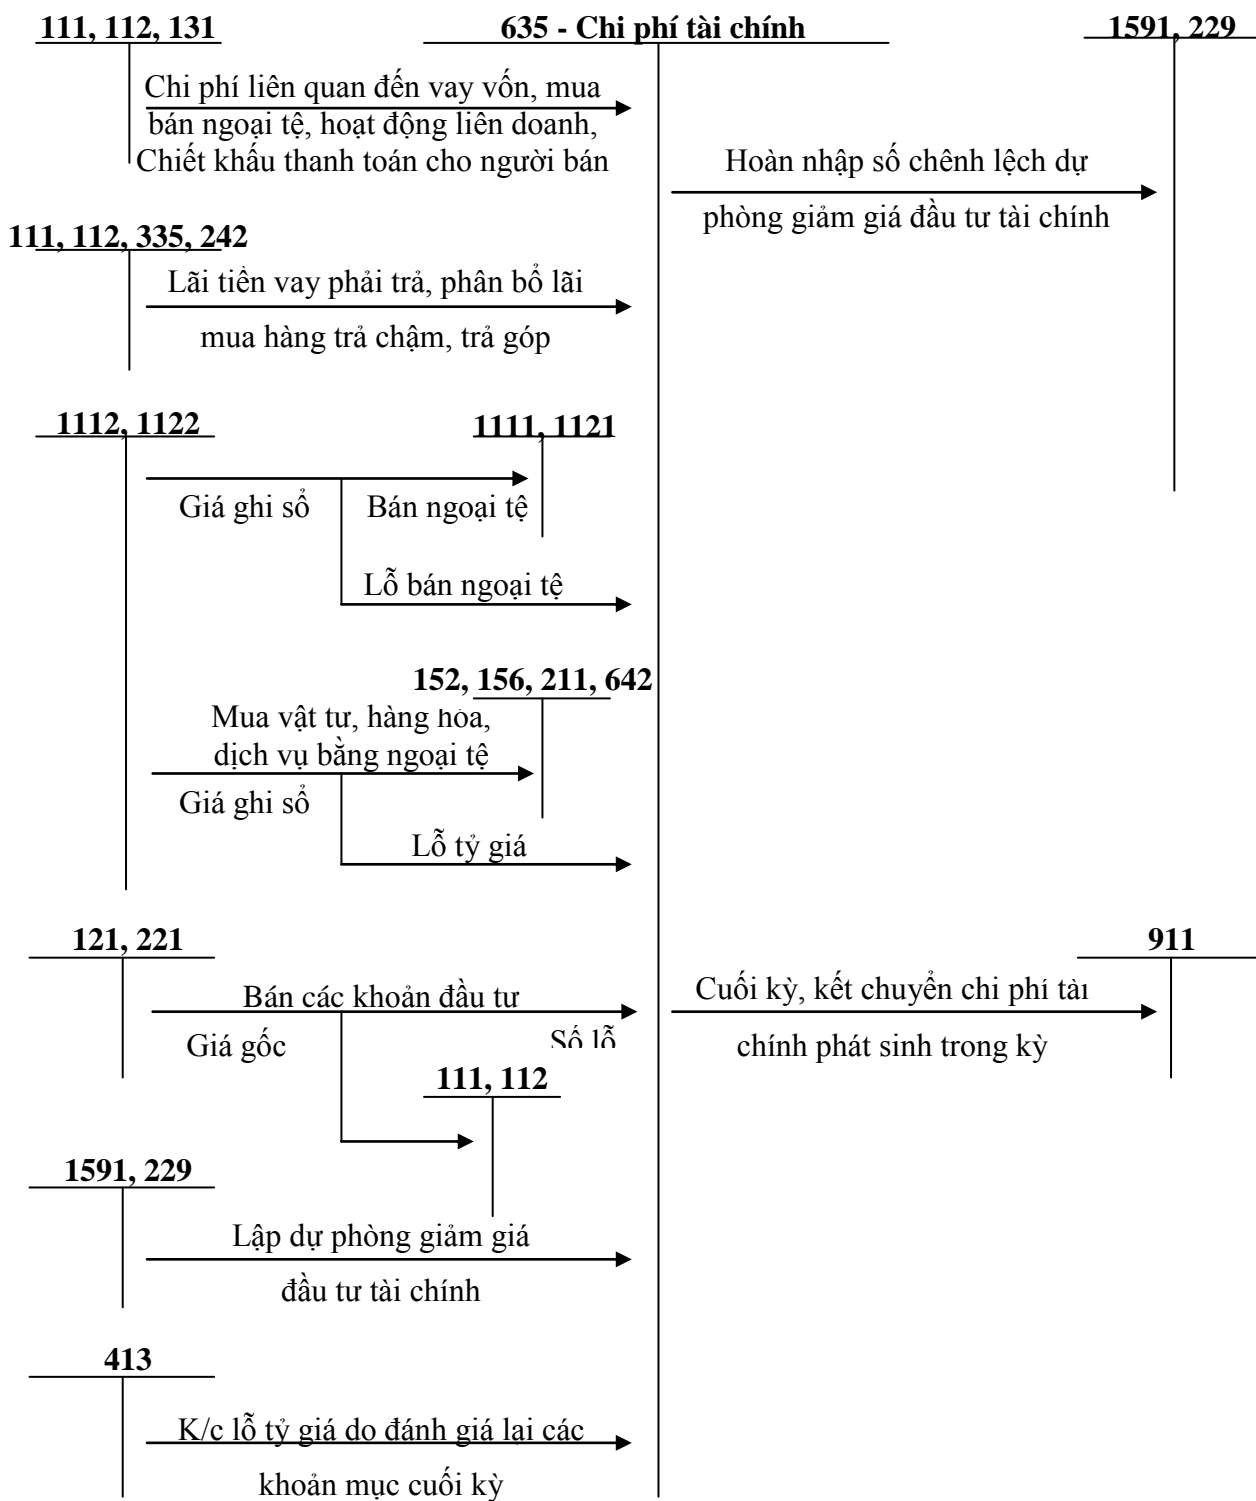 111, 112, 131
635 - Chi phí tài chính
1591, 229
Chi phí liên quan đến vay vốn, mua
bán ngoại tệ, hoạt động liên doanh,
Chiết khấu thanh toán cho người bán
Hoàn nhập số chênh lệch dự
phòng giảm giá đầu tư tài chính
111, 112, 335, 242
Lãi tiền vay phải trả, phân bổ lãi
mua hàng trả chậm, trả góp
1112, 1122
1111, 1121
Giá ghi sổ
Bán ngoại tệ
Lỗ bán ngoại tệ
152, 156, 211, 642
Mua vật tư, hàng hóa,
dịch vụ bằng ngoại tệ
Giá ghi sổ
Lỗ tỷ giá
121, 221
911
Bán các khoản đầu tư
Cuối kỳ, kết chuyển chi phí tài
Giá gốc
Số lỗ
chính phát sinh trong kỳ
111, 112
1591, 229
Lập dự phòng giảm giá
đầu tư tài chính
413
K/c lỗ tỷ giá do đánh giá lại các
khoản mục cuối kỳ